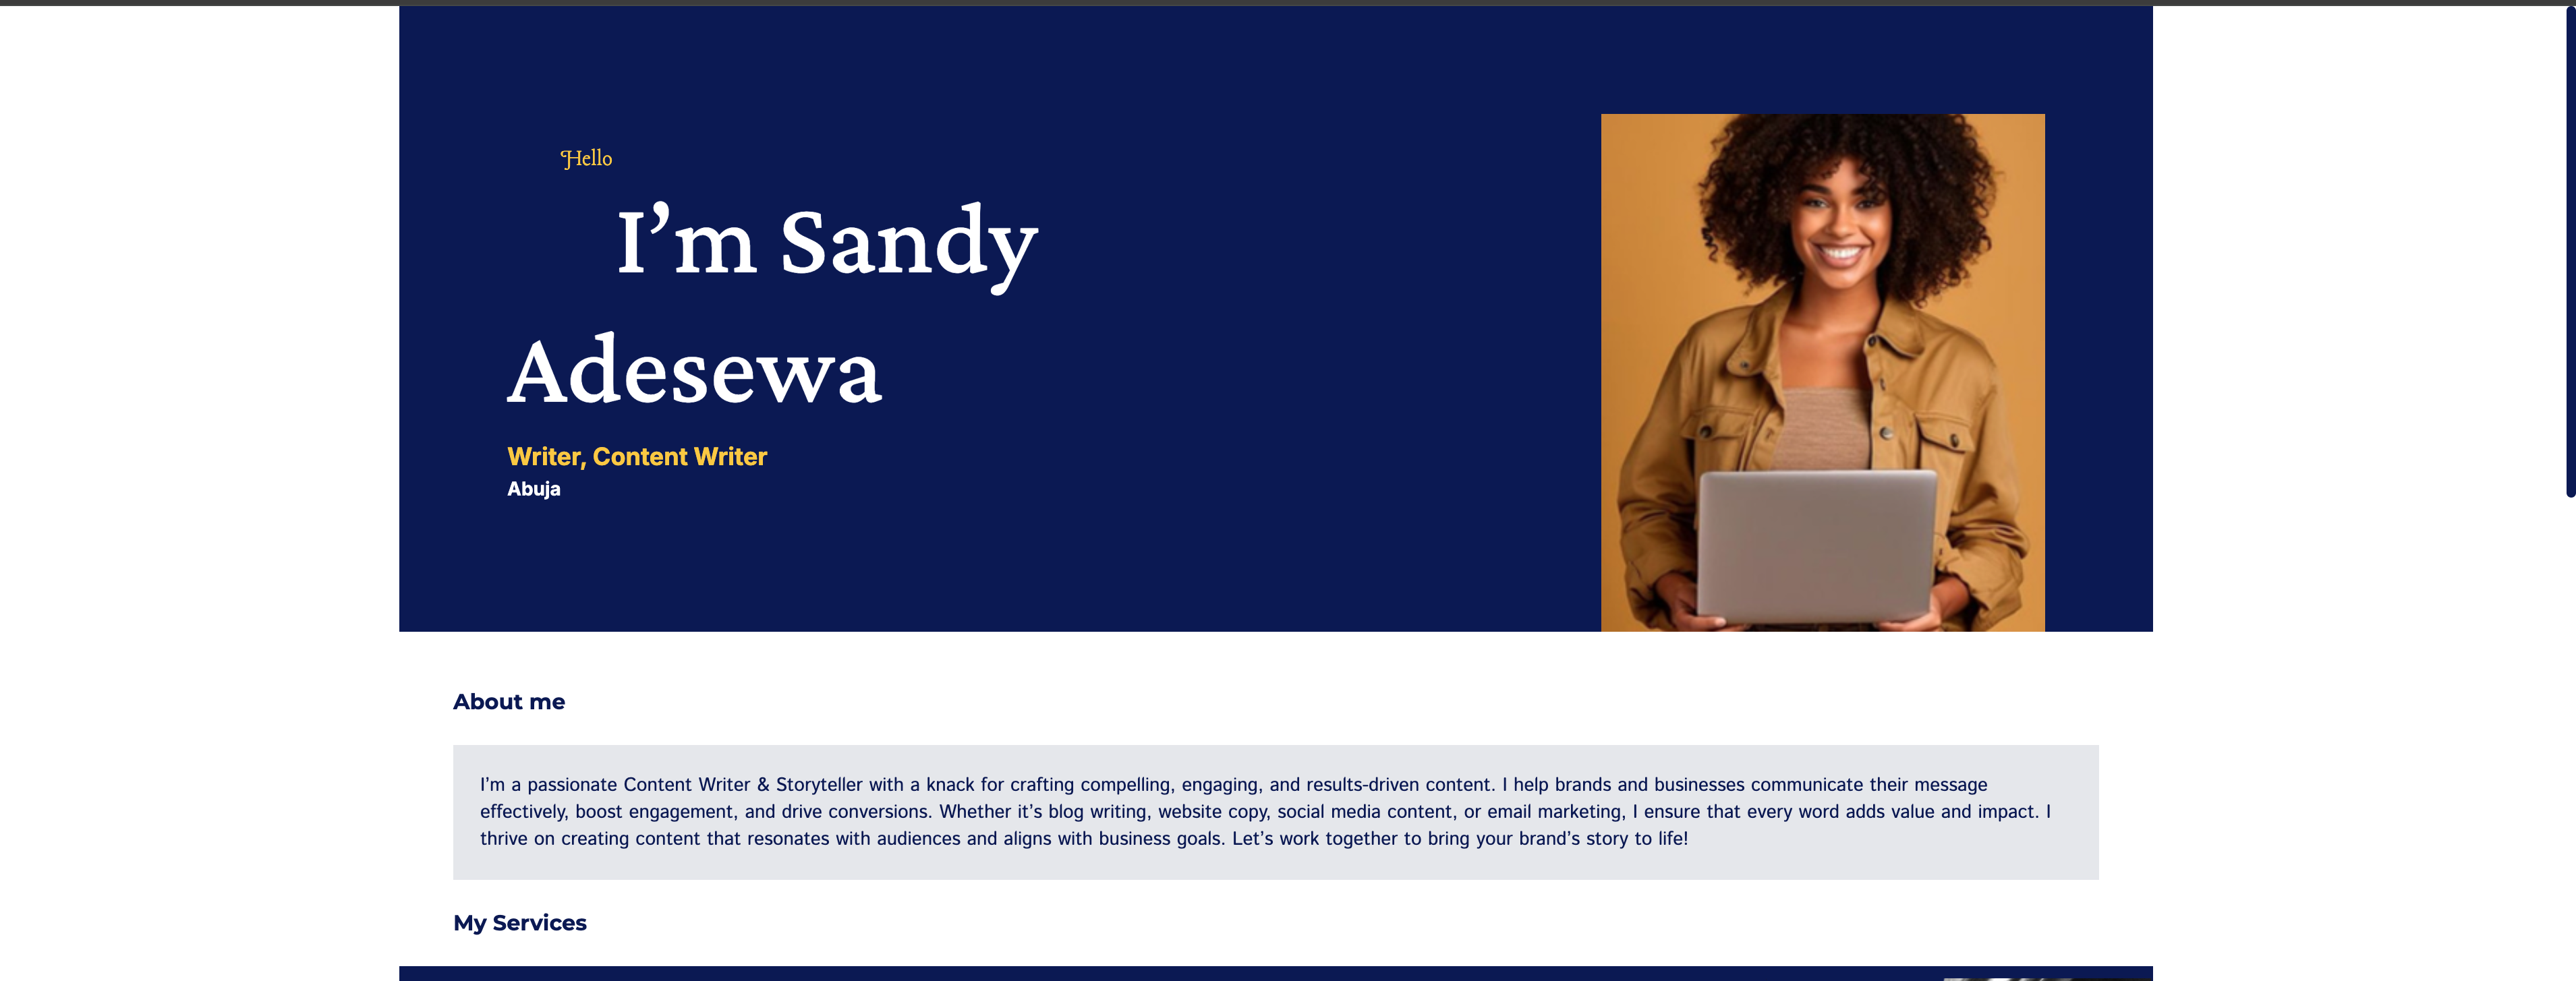 Hello
I’m Sandy
Adesewa
Writer, Content Writer
Abuja
About me
I’m a passionate Content Writer & Storyteller with a knack for crafting compelling, engaging, and results-driven content. I help brands and businesses communicate their message
effectively, boost engagement, and drive conversions. Whether it’s blog writing, website copy, social media content, or email marketing, I ensure that every word adds value and impact. I
thrive on creating content that resonates with audiences and aligns with business goals. Let’s work together to bring your brand’s story to life!
My Services